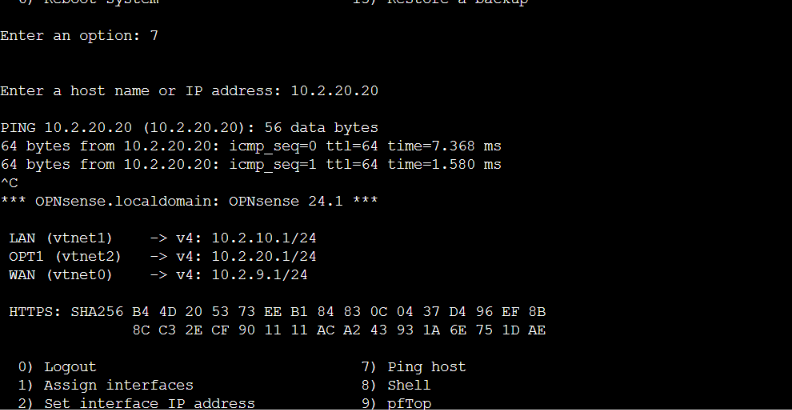 6) Reboot system                      13) Restore a backup
Enter an option: 7
Enter a host name or IP address: 10.2.20.20
PING 10.2.20.20 (10.2.20.20): 56 data bytes
64 bytes from 10.2.20.20: icmp_seq=0 ttl=64 time=7.368 ms
64 bytes from 10.2.20.20: icmp_seq=1 ttl=64 time=1.580 ms
^C
*** OPNsense.localdomain: OPNsense 24.1 ***
LAN (vtnet1)    -> v4: 10.2.10.1/24
OPT1 (vtnet2)   -> v4: 10.2.20.1/24
WAN (vtnet0)    -> v4: 10.2.9.1/24
HTTPS: SHA256 B4 4D 20 53 73 EE B1 84 83 0C 04 37 D4 96 EF 8B
8C C3 2E CF 90 11 11 AC A2 43 93 1A 6E 75 1D AE
0) Logout                              7) Ping host
1) Assign interfaces                   8) Shell
2) Set interface IP address            9) pfTop